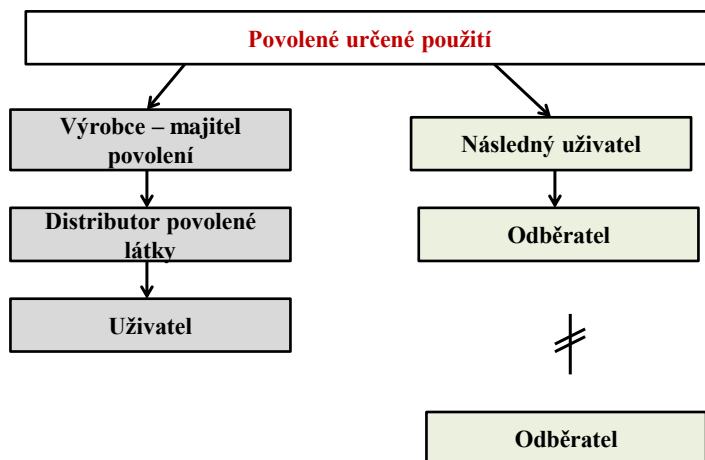 Povolené určené použití
Výrobce – majitel
povolení
Následný uživatel
Distributor povolené
látky
Odběratel
Uživatel
Odběratel